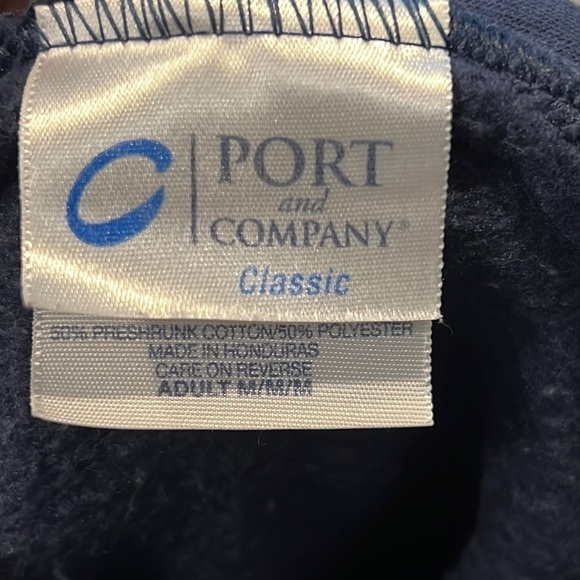 PORT
and
COMPANY®
Classic
50% PRESHRUNK COTTON/50% POLYESTER
MADE IN HONDURAS
CARE ON REVERSE
ADULT M/M/M